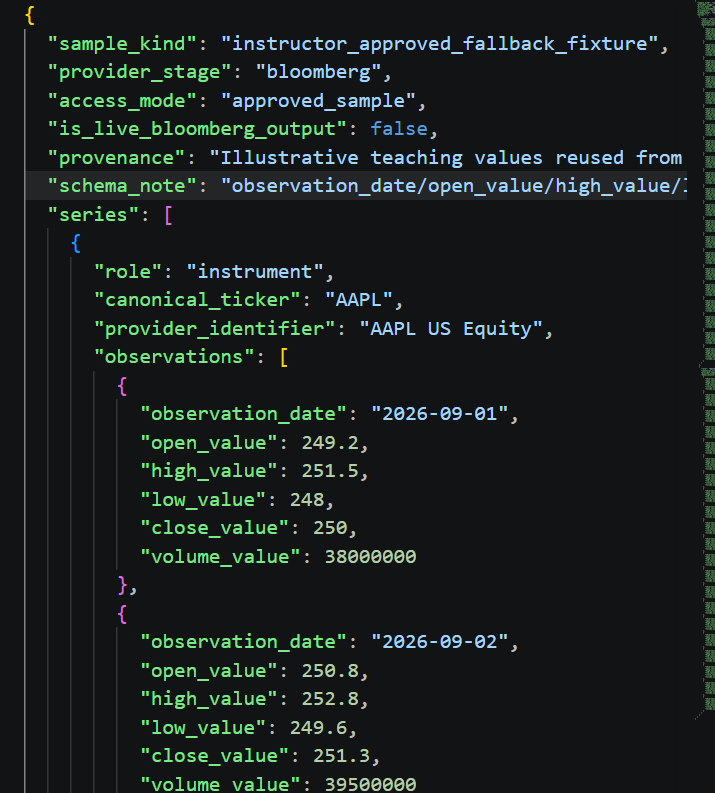 {
"sample_kind": "instructor_approved_fallback_fixture",
"provider_stage": "bloomberg",
"access_mode": "approved_sample",
"is_live_bloomberg_output": false,
"provenance": "Illustrative teaching values reused from
"schema_note": "observation_date/open_value/high_value/
"series": [
{
"role": "instrument",
"canonical_ticker": "AAPL",
"provider_identifier": "AAPL US Equity",
"observations": [
{
"observation_date": "2026-09-01",
"open_value": 249.2,
"high_value": 251.5,
"low_value": 248,
"close_value": 250,
"volume_value": 38000000
},
{
"observation_date": "2026-09-02",
"open_value": 250.8,
"high_value": 252.8,
"low_value": 249.6,
"close_value": 251.3,
"volume_value": 39500000